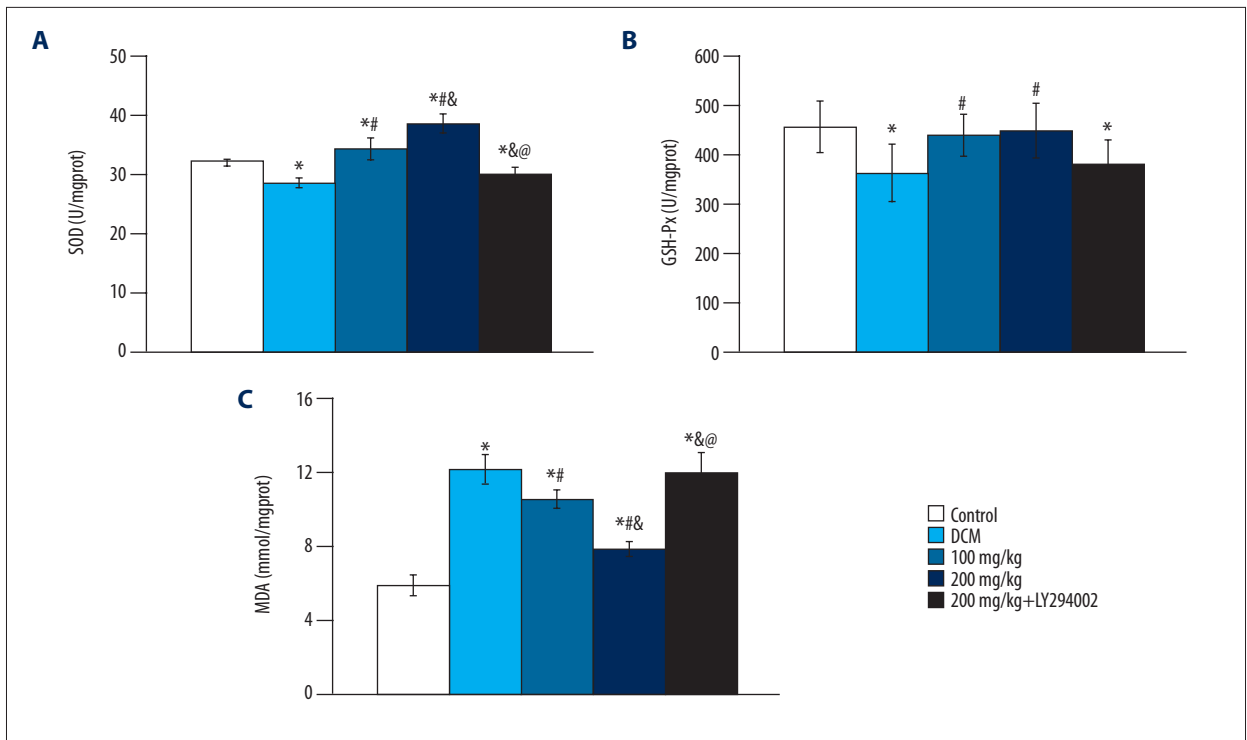 A
50
40
30
20
10
0
SOD (U/mgprot)
*
*#
*#&
*&@
B
600
500
400
300
200
100
0
GSH-Px (U/mgprot)
*
#
#
*
C
16
12
8
4
0
MDA (mmol/mgprot)
*
*#
*#&
*&@
Control
DCM
100 mg/kg
200 mg/kg
200 mg/kg+LY294002